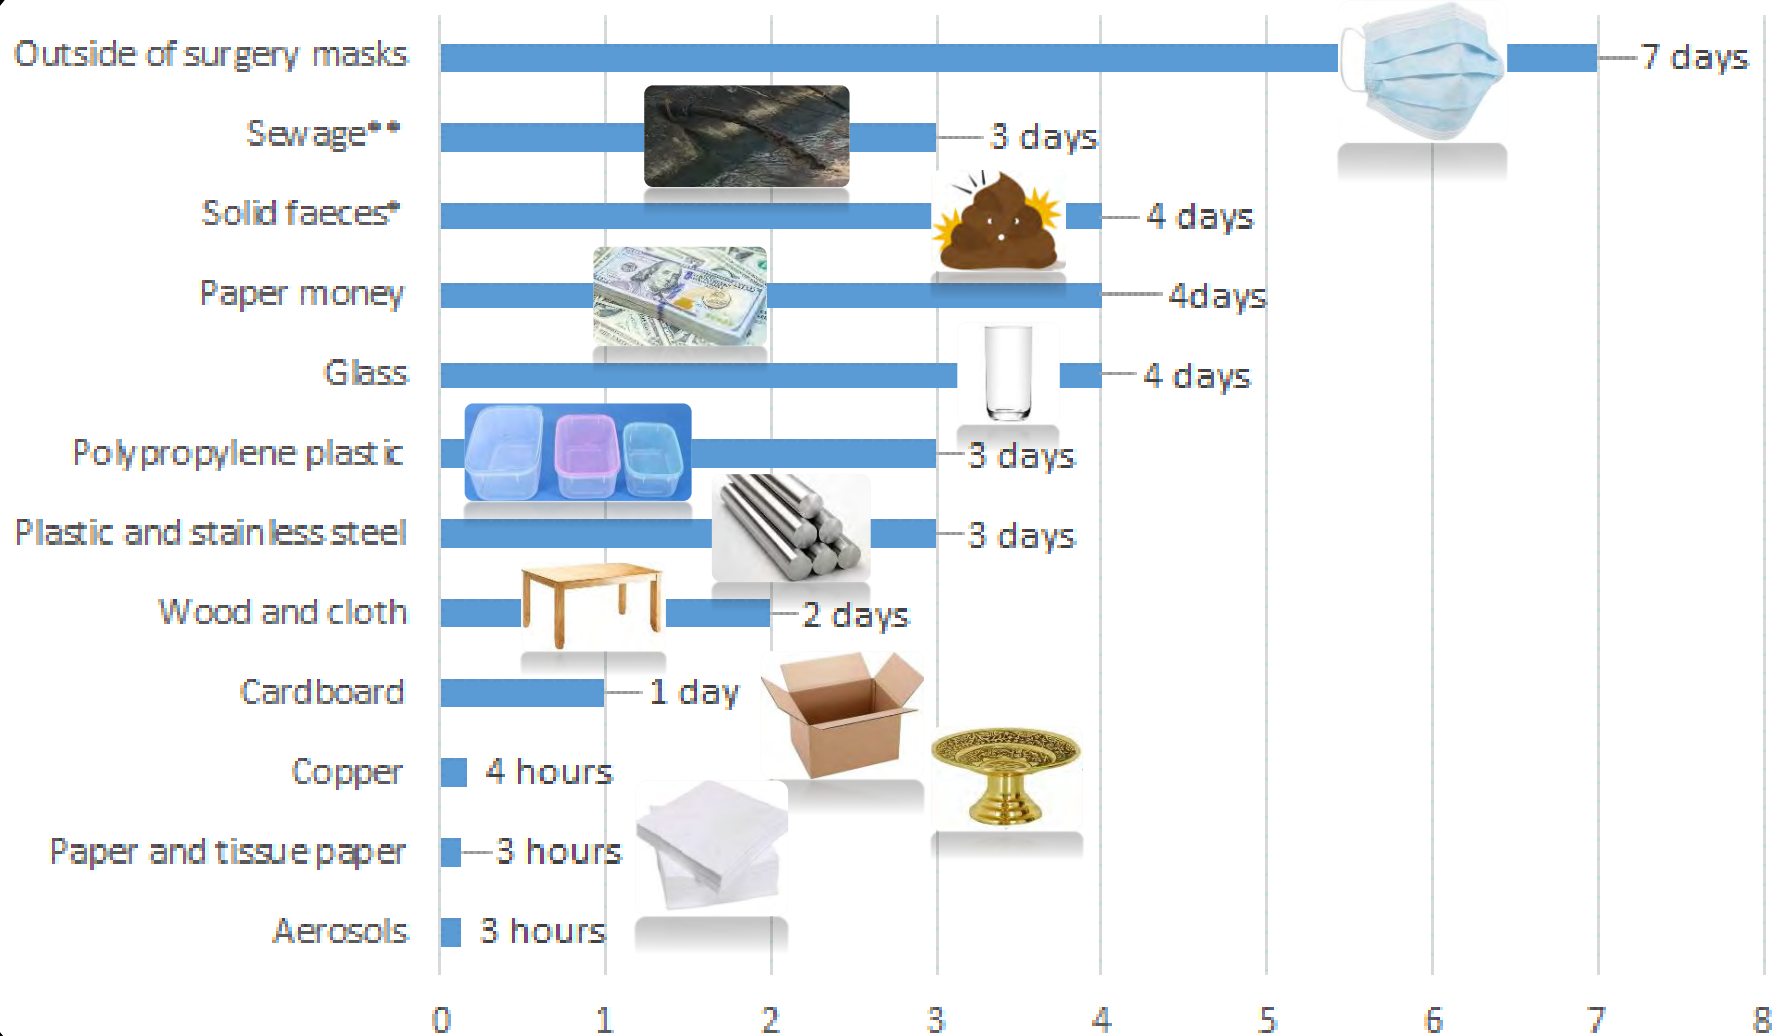 Outside of surgery masks 7 days
Sewage** 3 days
Solid faeces* 4 days
Paper money 4days
Glass 4 days
Polypropylene plastic 3 days
Plastic and stainless steel 3 days
Wood and cloth 2 days
Cardboard 1 day
Copper 4 hours
Paper and tissue paper 3 hours
Aerosols 3 hours
0 1 2 3 4 5 6 7 8